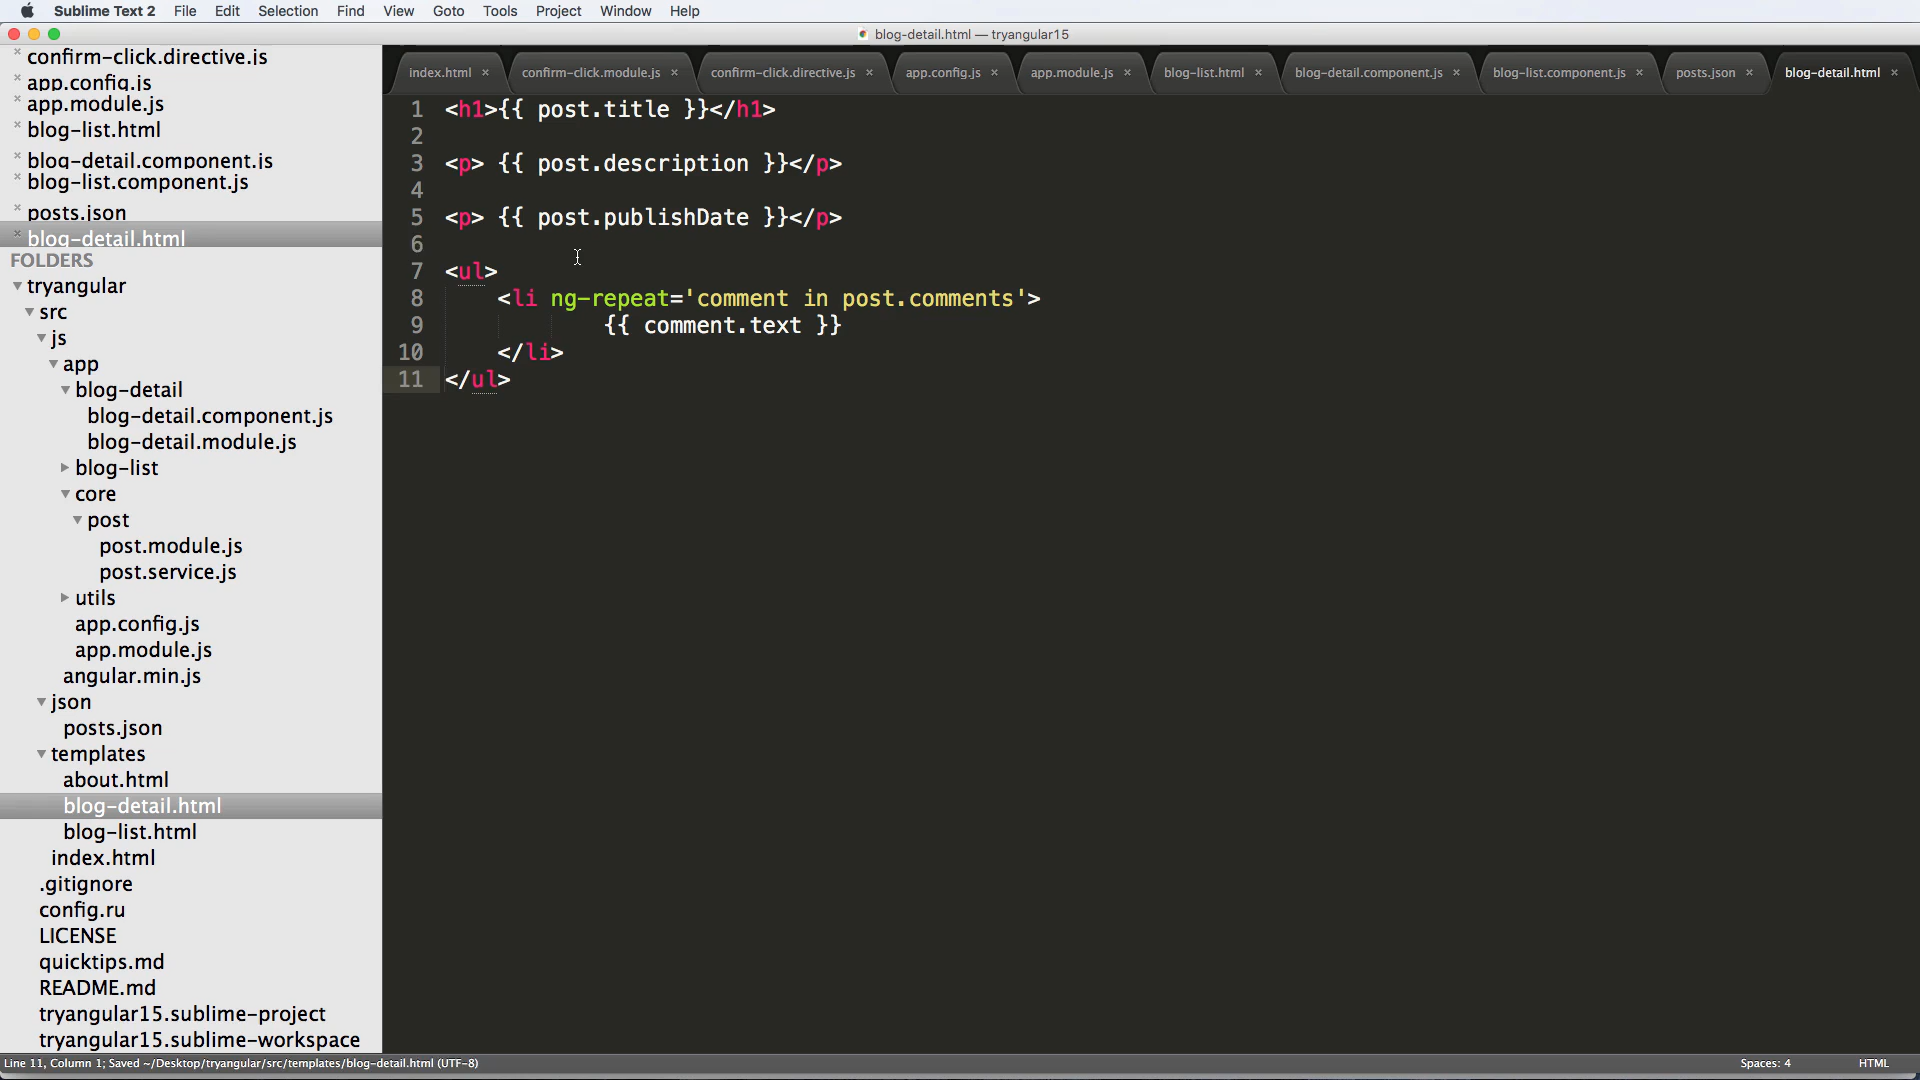 Sublime Text 2 File Edit Selection Find View Goto Tools Project Window Help
blog-detail.html — tryangular15
confirm-click.directive.js
app.config.js
app.module.js
blog-list.html
blog-detail.component.js
blog-list.component.js
posts.json
blog-detail.html
FOLDERS
tryangular
src
js
app
blog-detail
blog-detail.component.js
blog-detail.module.js
blog-list
core
post
post.module.js
post.service.js
utils
app.config.js
app.module.js
angular.min.js
json
posts.json
templates
about.html
blog-detail.html
blog-list.html
index.html
.gitignore
config.ru
LICENSE
quicktips.md
README.md
tryangular15.sublime-project
tryangular15.sublime-workspace
index.html × confirm-click.module.js × confirm-click.directive.js × app.config.js × app.module.js × blog-list.html × blog-detail.component.js × blog-list.component.js × posts.json × blog-detail.html ×
1 <h1>{{ post.title }}</h1>
2
3 <p> {{ post.description }}</p>
4
5 <p> {{ post.publishDate }}</p>
6
7 <ul>
8 <li ng-repeat='comment in post.comments'>
9 {{ comment.text }}
10 </li>
11 </ul>
Line 11, Column 1; Saved ~/Desktop/tryangular/src/templates/blog-detail.html (UTF-8) Spaces: 4 HTML